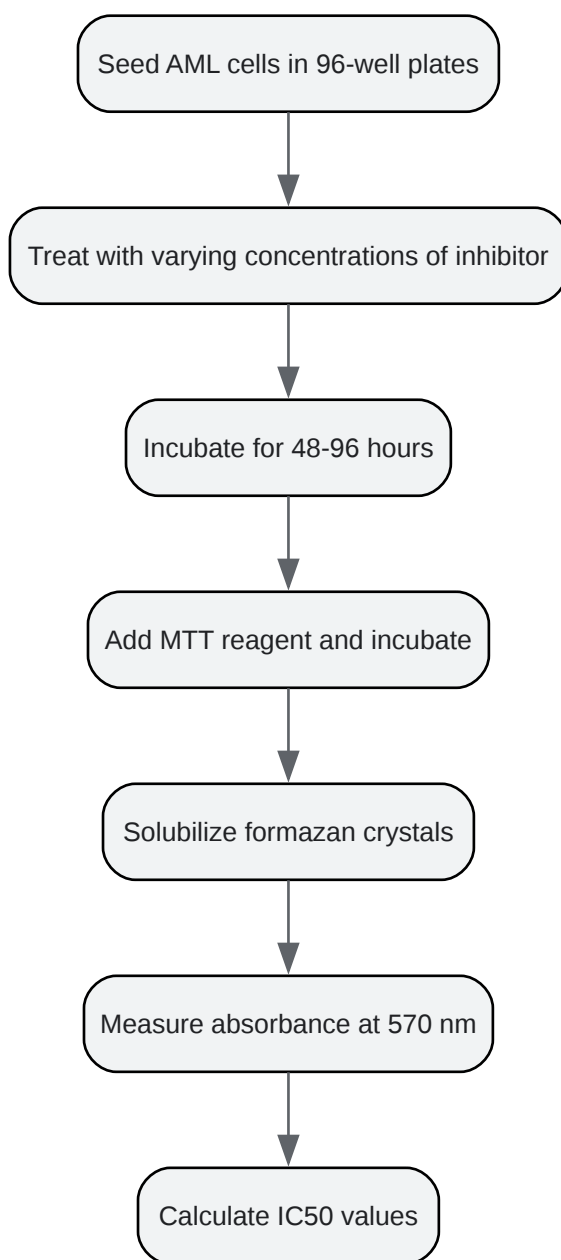 Seed AML cells in 96-well plates
Treat with varying concentrations of inhibitor
Incubate for 48-96 hours
Add MTT reagent and incubate
Solubilize formazan crystals
Measure absorbance at 570 nm
Calculate IC50 values